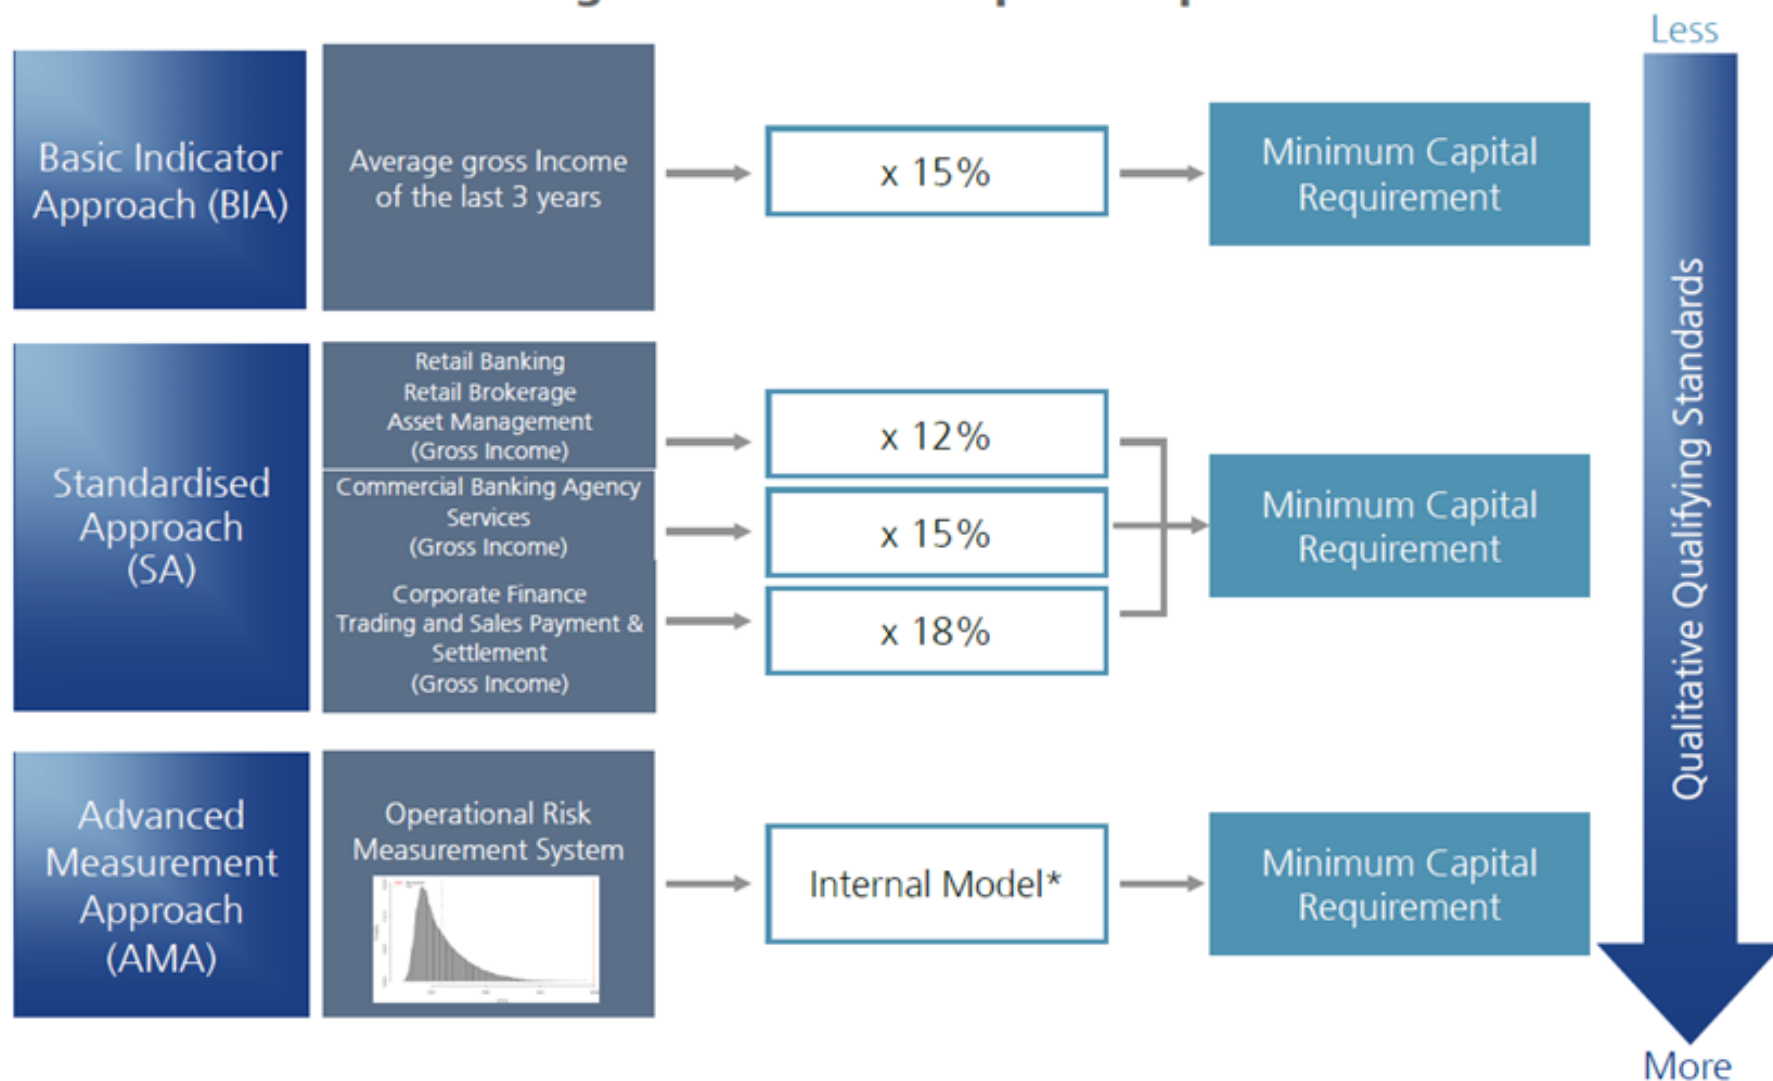 Less
Basic Indicator
Approach (BIA)
Average gross Income
of the last 3 years
x 15%
Minimum Capital
Requirement
Standardised
Approach
(SA)
Retail Banking
Retail Brokerage
Asset Management
(Gross Income)
Commercial Banking Agency
Services
(Gross Income)
Corporate Finance
Trading and Sales Payment &
Settlement
(Gross Income)
x 12%
x 15%
x 18%
Minimum Capital
Requirement
Advanced
Measurement
Approach
(AMA)
Operational Risk
Measurement System
Internal Model*
Minimum Capital
Requirement
Qualitative Qualifying Standards
More